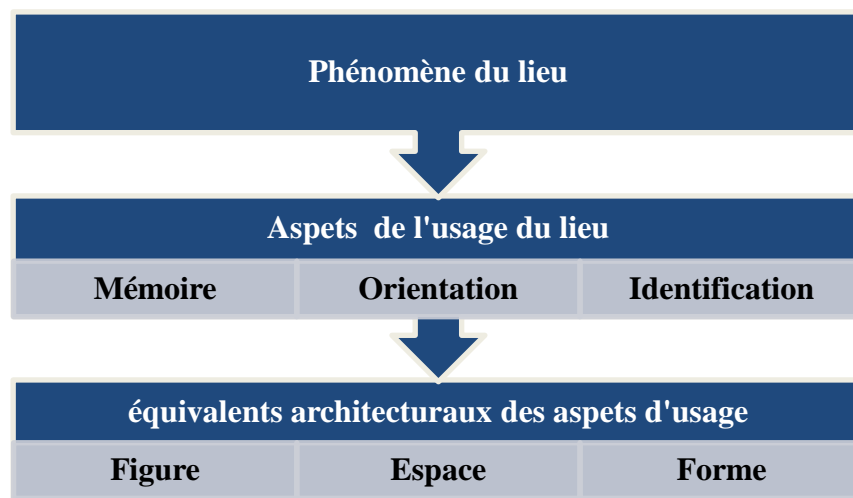 Phénomène du lieu
Aspets de l'usage du lieu
Mémoire Orientation Identification
équivalents architecturaux des aspets d'usage
Figure Espace Forme